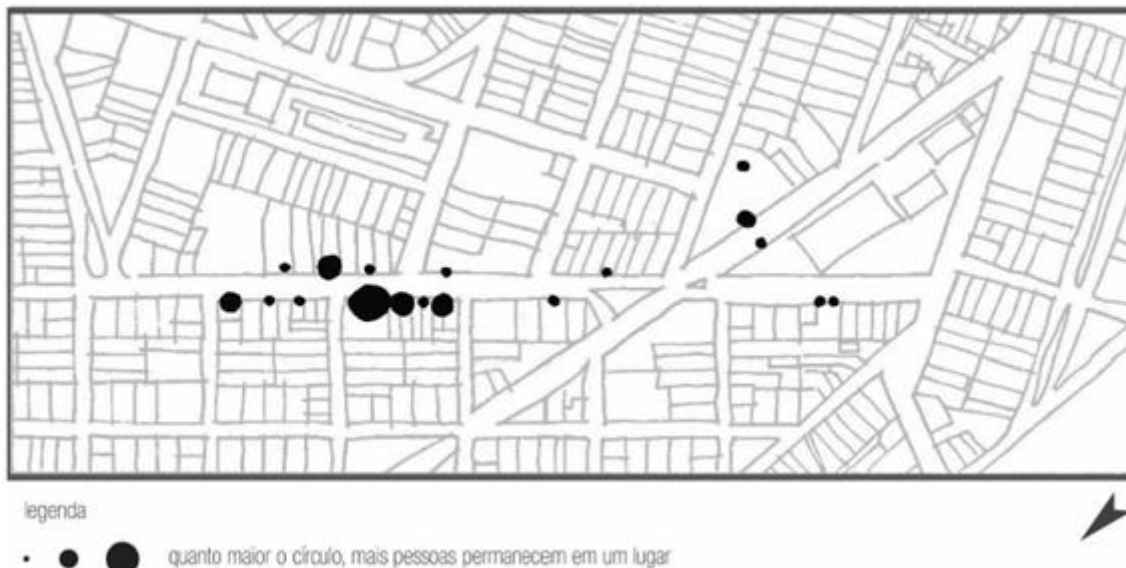 legenda
quanto maior o círculo, mais pessoas permanecem em um lugar